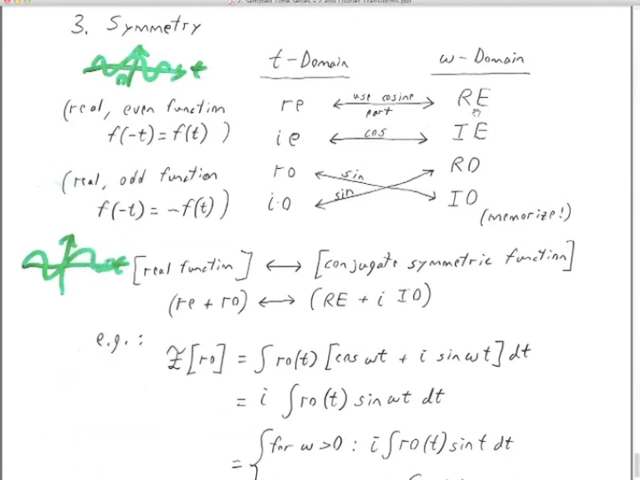 3. Symmetry
t
t-Domain
ω-Domain
(real, even function
f(-t) = f(t) )
re
use cosine part
RE
ie
cos
IE
(real, odd function
f(-t) = -f(t) )
ro
sin
RO
io
sin
IO
(memorize!)
[real function] ↔ [conjugate symmetric function]
(re + ro) ↔ (RE + i IO)
e.g.:
F[ro] = ∫ro(t) [cos ωt + i sin ωt] dt
= i ∫ro(t) sin ωt dt
= { for ω>0 : i ∫ro(t) sin t dt